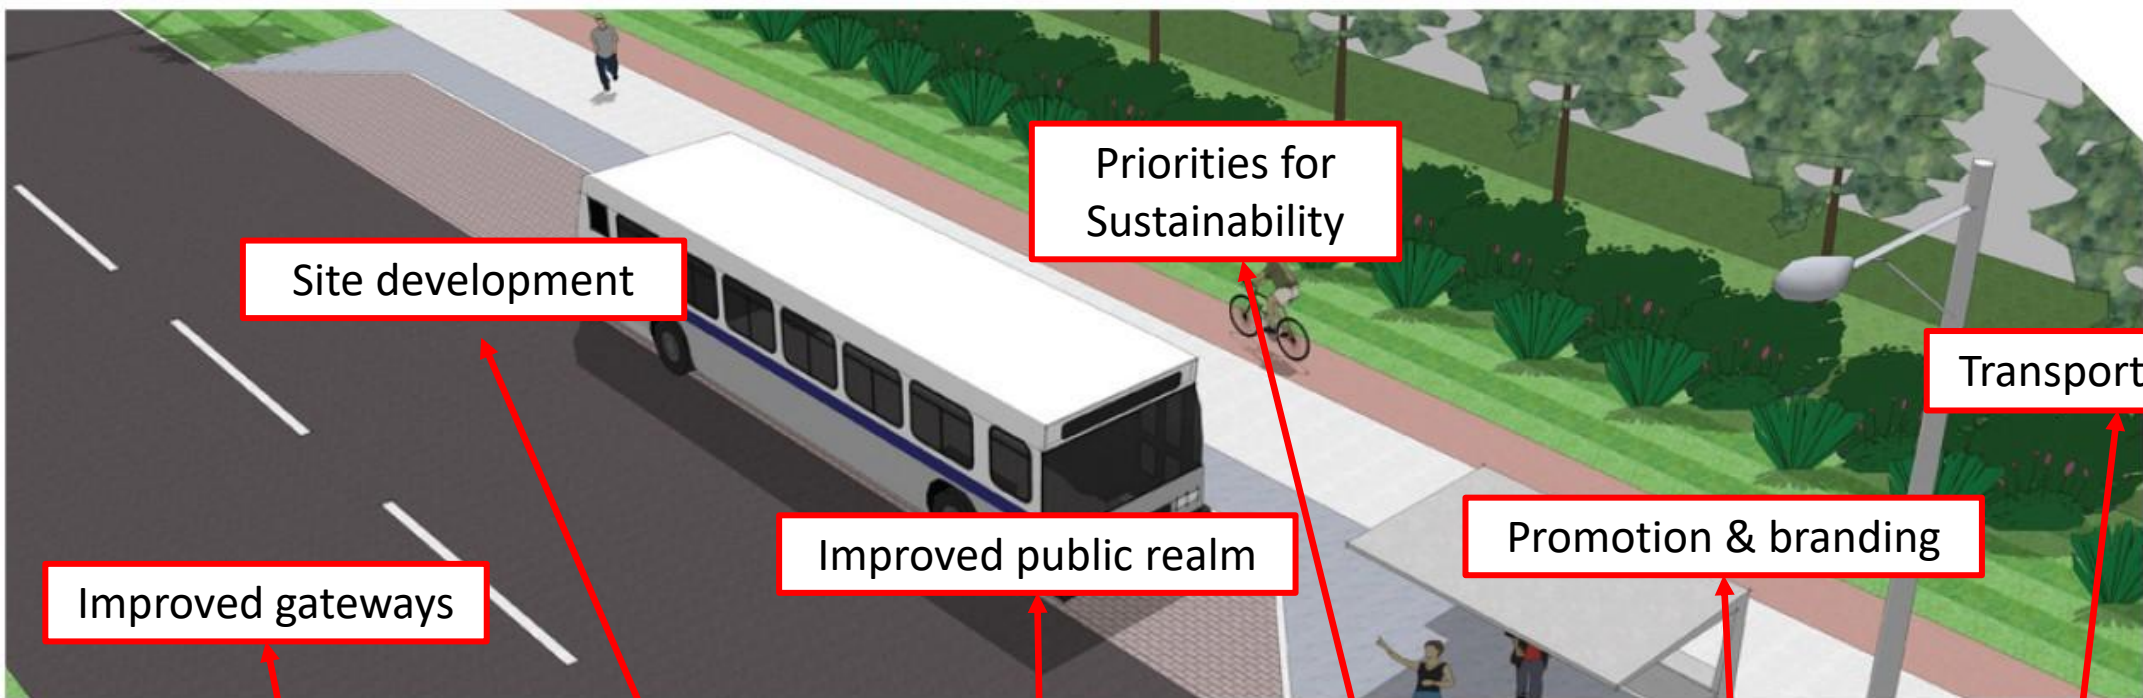 Priorities for
Sustainability
Site development
Transport
Promotion & branding
Improved public realm
Improved gateways